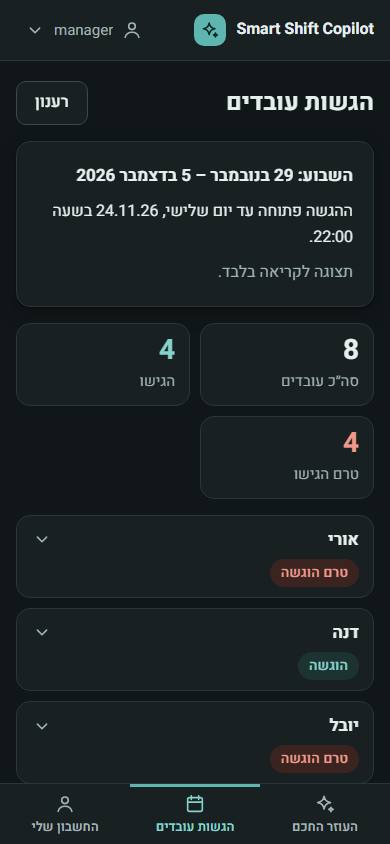 Smart Shift Copilot
manager
הגשות עובדים
רענון
השבוע: 29 בנובמבר – 5 בדצמבר 2026
ההגשה פתוחה עד יום שלישי, 24.11.26 בשעה
22:00.
תצוגה לקריאה בלבד.
8
סה״כ עובדים
4
הגישו
4
טרם הגישו
אורי
טרם הוגשה
דנה
הוגשה
יובל
טרם הוגשה
העוזר החכם
הגשות עובדים
החשבון שלי